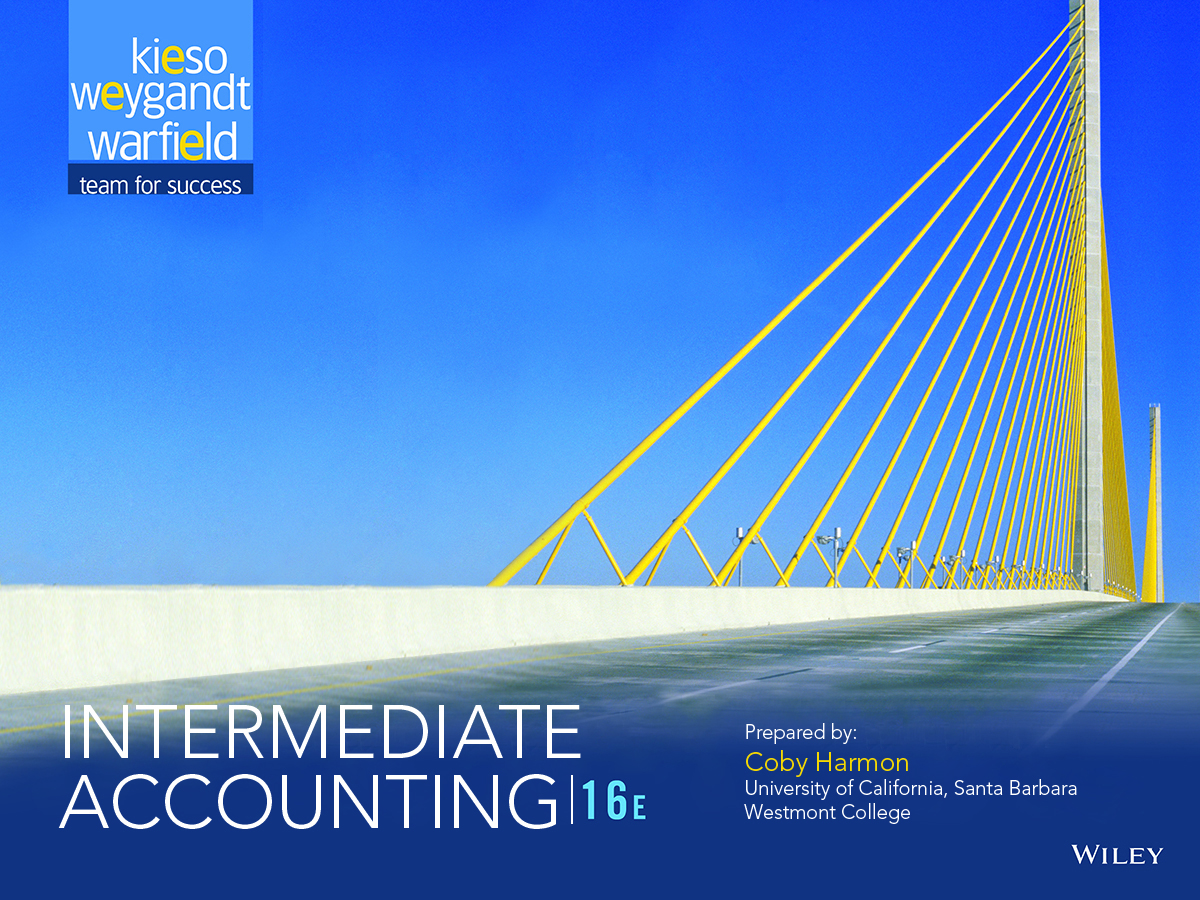 kieso
weygandt
warfield
team for success
INTERMEDIATE
ACCOUNTING 16E
Prepared by:
Coby Harmon
University of California, Santa Barbara
Westmont College
WILEY